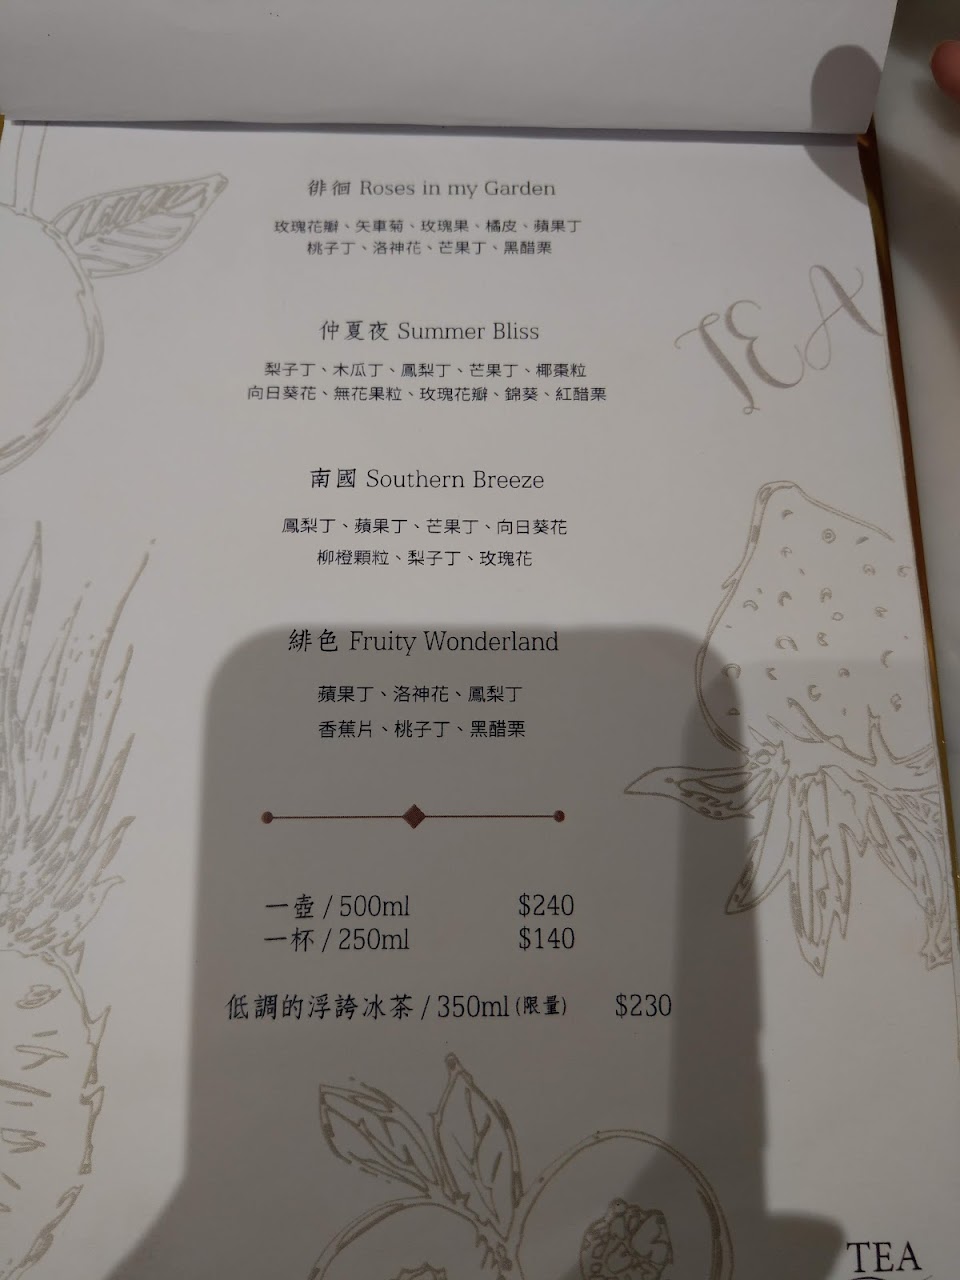 徘徊 Roses in my Garden
玫瑰花瓣、矢車菊、玫瑰果、橘皮、蘋果丁
桃子丁、洛神花、芒果丁、黑醋栗
TEA
仲夏夜 Summer Bliss
梨子丁、木瓜丁、鳳梨丁、芒果丁、椰棗粒
向日葵花、無花果粒、玫瑰花瓣、錦葵、紅醋栗
南國 Southern Breeze
鳳梨丁、蘋果丁、芒果丁、向日葵花
柳橙顆粒、梨子丁、玫瑰花
緋色 Fruity Wonderland
蘋果丁、洛神花、鳳梨丁
香蕉片、桃子丁、黑醋栗
一壺 / 500ml $240
一杯 / 250ml $140
低調的浮誇冰茶 / 350ml (限量) $230
TEA